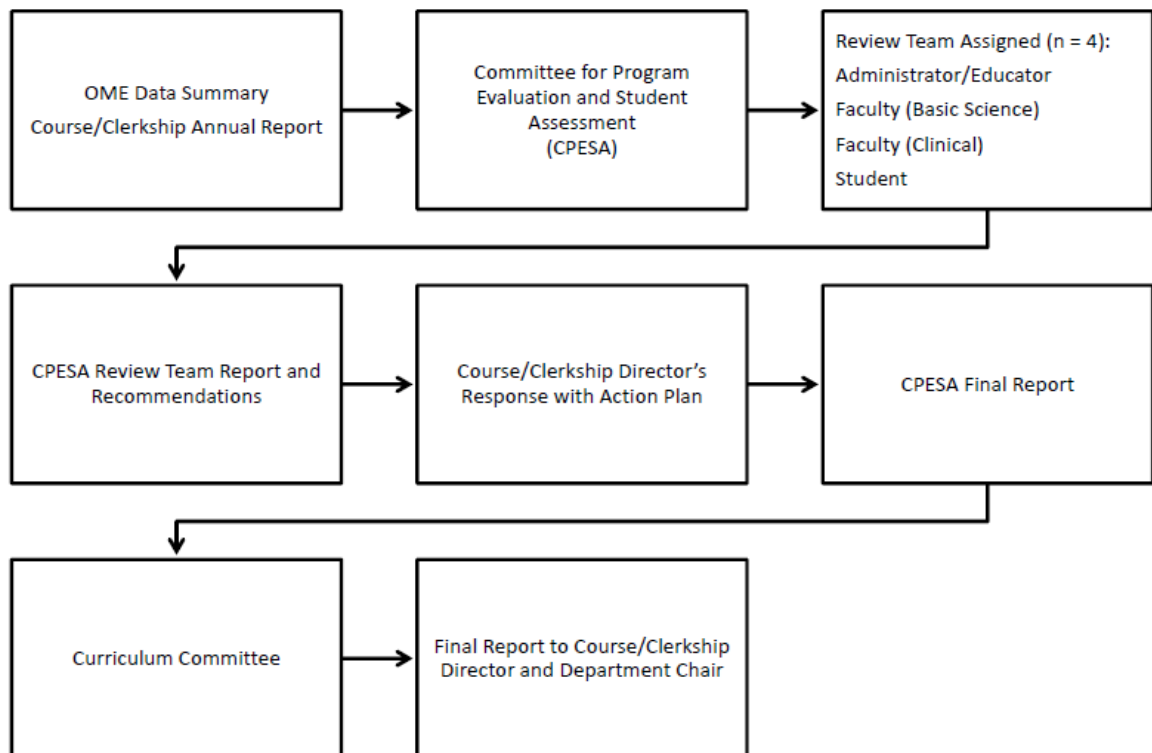 OME Data Summary
Course/Clerkship Annual Report
Committee for Program
Evaluation and Student
Assessment
(CPESA)
Review Team Assigned (n = 4):
Administrator/Educator
Faculty (Basic Science)
Faculty (Clinical)
Student
CPESA Review Team Report and
Recommendations
Course/Clerkship Director’s
Response with Action Plan
CPESA Final Report
Curriculum Committee
Final Report to Course/Clerkship
Director and Department Chair